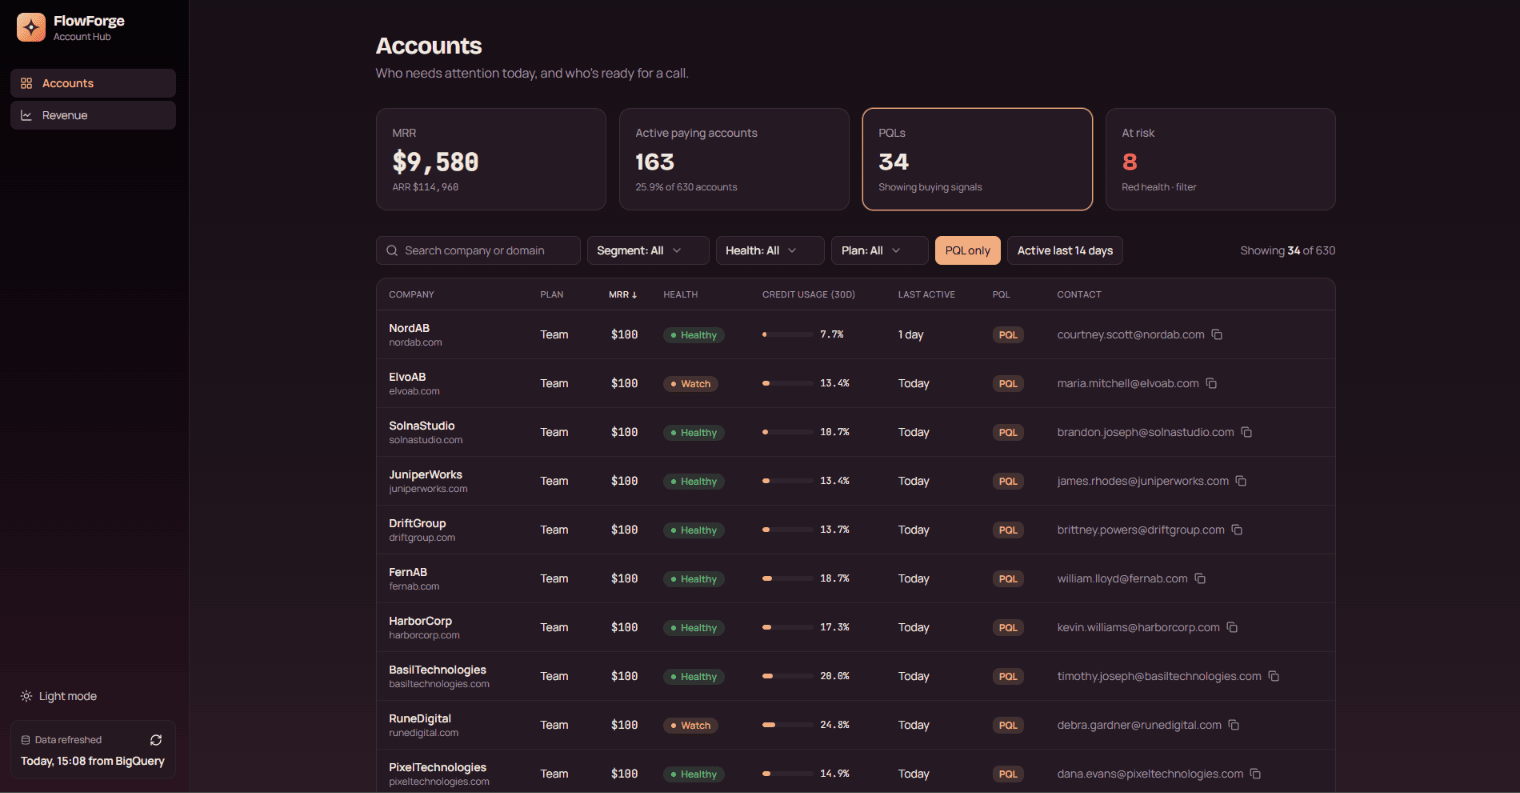 FlowForge
Account Hub
Accounts
Revenue
Light mode
Data refreshed
Today, 15:08 from BigQuery
Accounts
Who needs attention today, and who's ready for a call.
MRR
$9,580
ARR $114,960
Active paying accounts
163
25.9% of 630 accounts
PQLs
34
Showing buying signals
At risk
8
Red health · filter
Search company or domain
Segment: All
Health: All
Plan: All
PQL only
Active last 14 days
Showing 34 of 630
COMPANY PLAN MRR ↓ HEALTH CREDIT USAGE (30D) LAST ACTIVE PQL CONTACT
NordAB Team $100 Healthy 7.7% 1 day PQL courtney.scott@nordab.com
nordab.com
ElvoAB Team $100 Watch 13.4% Today PQL maria.mitchell@elvoab.com
elvoab.com
SolnaStudio Team $100 Healthy 10.7% Today PQL brandon.joseph@solnastudio.com
solnastudio.com
JuniperWorks Team $100 Healthy 13.4% Today PQL james.rhodes@juniperworks.com
juniperworks.com
DriftGroup Team $100 Healthy 13.7% Today PQL brittney.powers@driftgroup.com
driftgroup.com
FernAB Team $100 Healthy 18.7% Today PQL william.lloyd@fernab.com
fernab.com
HarborCorp Team $100 Healthy 17.3% Today PQL kevin.williams@harborcorp.com
harborcorp.com
BasilTechnologies Team $100 Healthy 20.0% Today PQL timothy.joseph@basiltechnologies.com
basiltechnologies.com
RuneDigital Team $100 Watch 24.8% Today PQL debra.gardner@runedigital.com
runedigital.com
PixelTechnologies Team $100 Healthy 14.9% Today PQL dana.evans@pixeltechnologies.com
pixeltechnologies.com